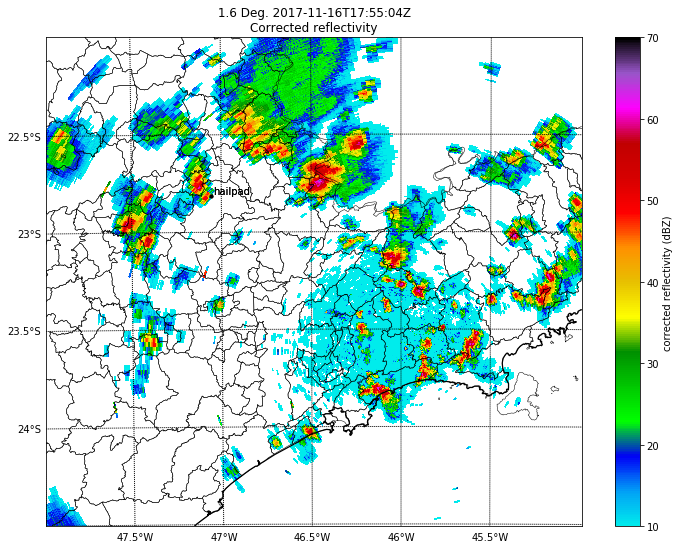 1.6 Deg. 2017-11-16T17:55:04Z
Corrected reflectivity
22.5°S
23°S
23.5°S
24°S
47.5°W
47°W
46.5°W
46°W
45.5°W
hailpad
70
60
50
40
30
20
10
corrected reflectivity (dBZ)